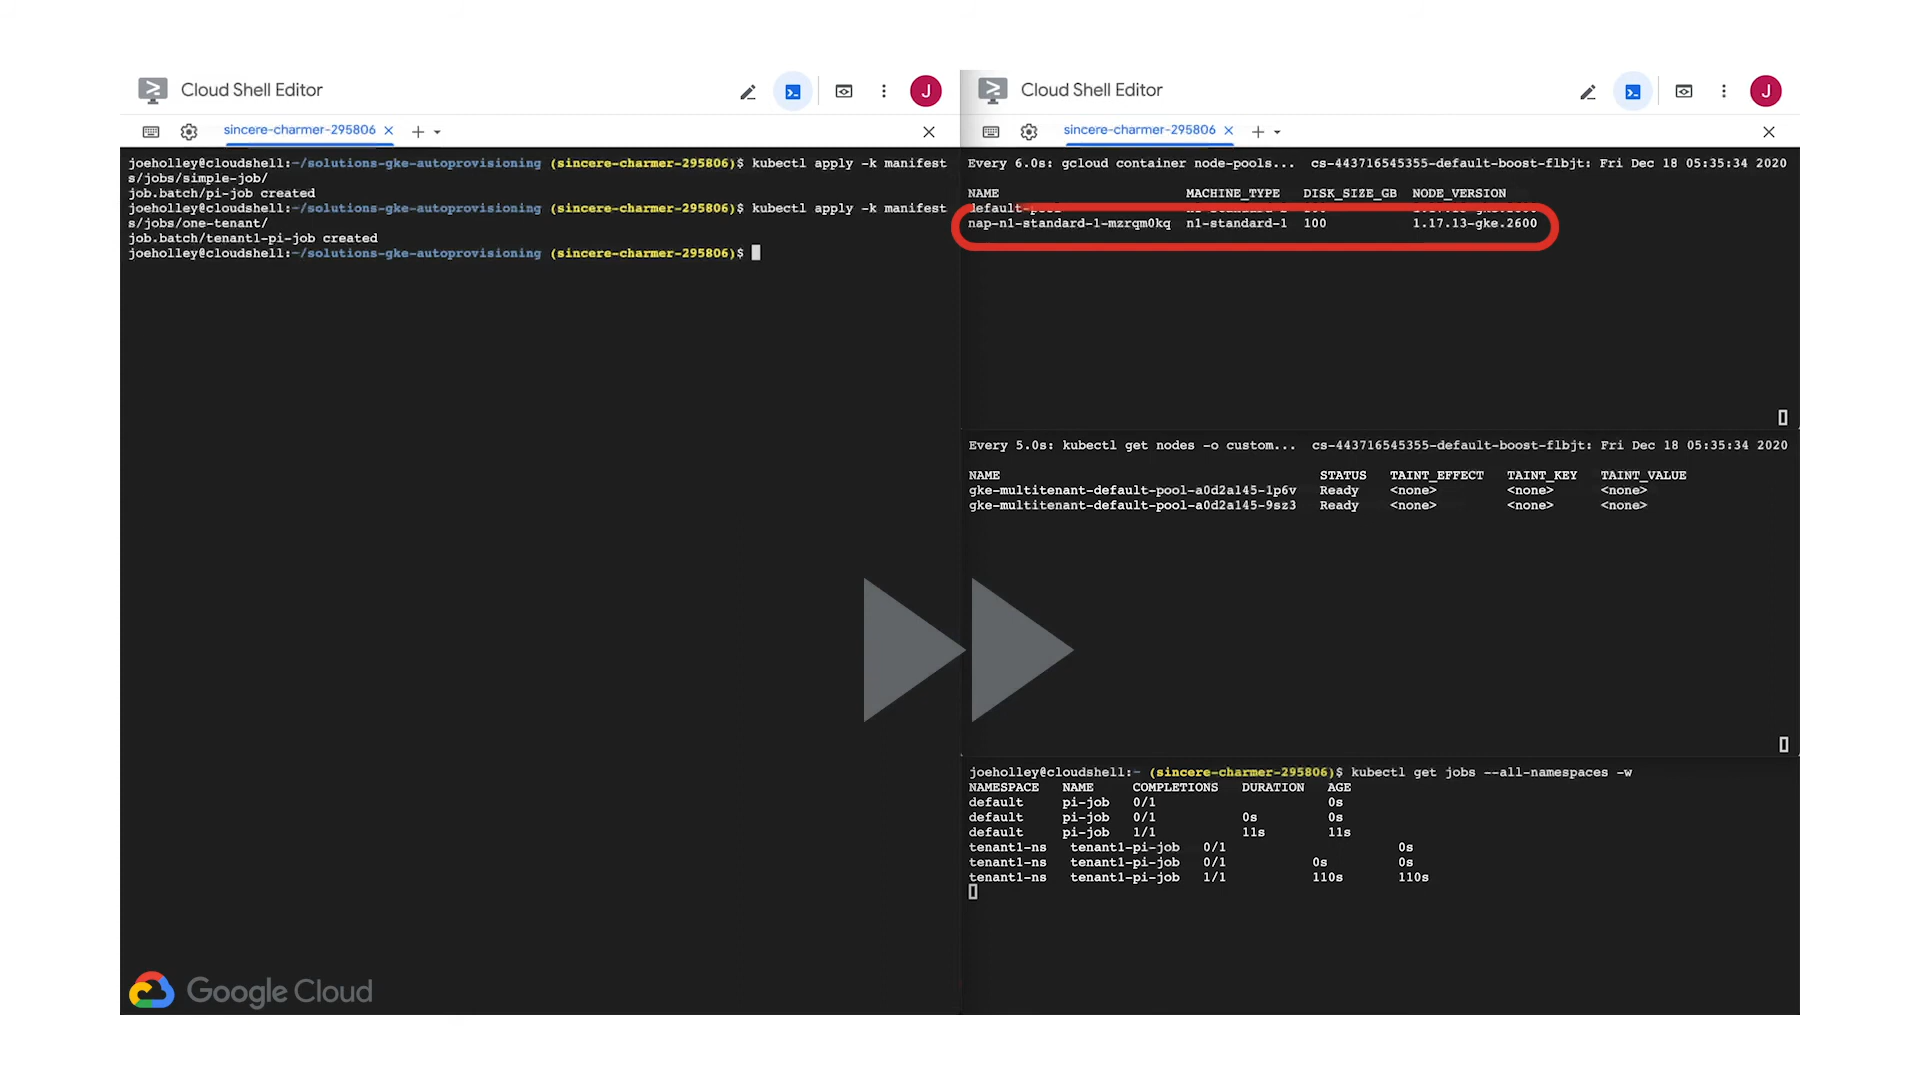 Cloud Shell Editor
J
sincere-charmer-295806
joeholley@cloudshell:~/solutions-gke-autoprovisioning (sincere-charmer-295806)$ kubectl apply -k manifest
s/jobs/simple-job/
job.batch/pi-job created
joeholley@cloudshell:~/solutions-gke-autoprovisioning (sincere-charmer-295806)$ kubectl apply -k manifest
s/jobs/one-tenant/
job.batch/tenant1-pi-job created
joeholley@cloudshell:~/solutions-gke-autoprovisioning (sincere-charmer-295806)$
Google Cloud
Cloud Shell Editor
J
sincere-charmer-295806
Every 6.0s: gcloud container node-pools... cs-443716545355-default-boost-flbjt: Fri Dec 18 05:35:34 2020
NAME MACHINE_TYPE DISK_SIZE_GB NODE_VERSION
nap-n1-standard-1-mzrqm0kq n1-standard-1 100 1.17.13-gke.2600
Every 5.0s: kubectl get nodes -o custom... cs-443716545355-default-boost-flbjt: Fri Dec 18 05:35:34 2020
NAME STATUS TAINT_EFFECT TAINT_KEY TAINT_VALUE
gke-multitenant-default-pool-a0d2a145-1p6v Ready <none> <none> <none>
gke-multitenant-default-pool-a0d2a145-9sz3 Ready <none> <none> <none>
joeholley@cloudshell:~ (sincere-charmer-295806)$ kubectl get jobs --all-namespaces -w
NAMESPACE NAME COMPLETIONS DURATION AGE
default pi-job 0/1 0s
default pi-job 0/1 0s 0s
default pi-job 1/1 11s 11s
tenant1-ns tenant1-pi-job 0/1 0s
tenant1-ns tenant1-pi-job 0/1 0s 0s
tenant1-ns tenant1-pi-job 1/1 110s 110s